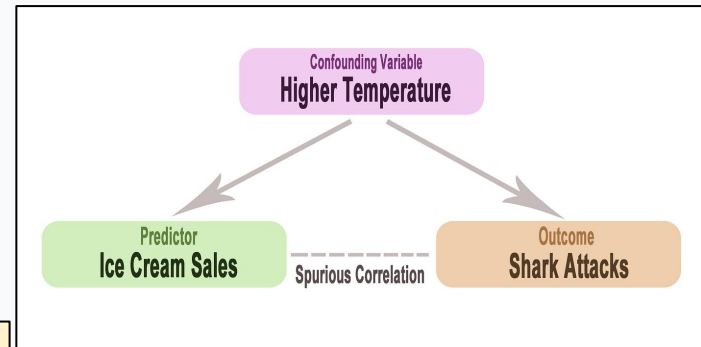 Confounding Variable
Higher Temperature
Predictor
Ice Cream Sales
Spurious Correlation
Outcome
Shark Attacks